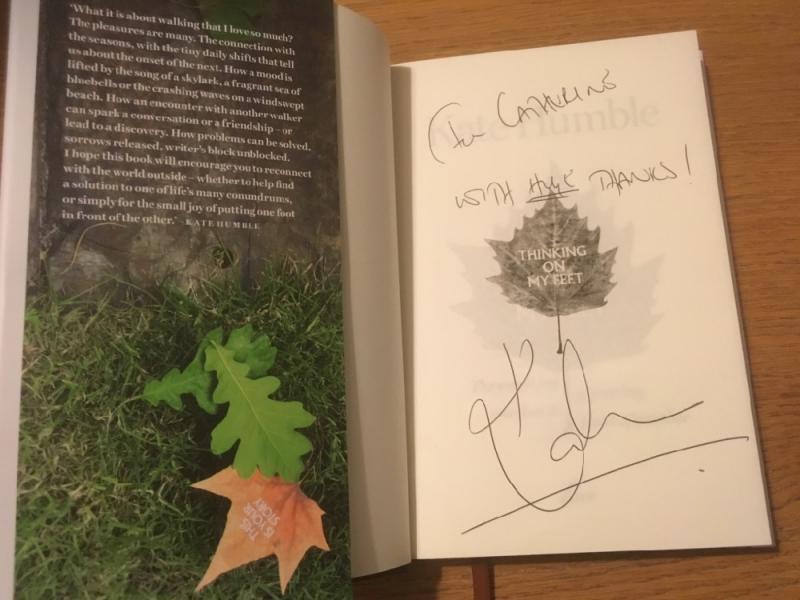 'What it is about walking that I love so much?
The pleasures are many. The connection with
the seasons, with the tiny daily shifts that tell
us about the onset of the next. How a mood is
lifted by the song of a skylark, a fragrant sea of
bluebells or the crashing waves on a windswept
beach. How an encounter with another walker
can spark a conversation or a friendship – or
lead to a discovery. How problems can be solved,
sorrows released, writer's block unblocked.
I hope this book will encourage you to reconnect
with the world outside – whether to help find
a solution to one of life's many conundrums,
or simply for the small joy of putting one foot
in front of the other.' KATE HUMBLE
THIS
IS YOUR
STORY
CATHERINE
Kate Humble
WITH HUGE THANKS!
THINKING
ON
MY FEET